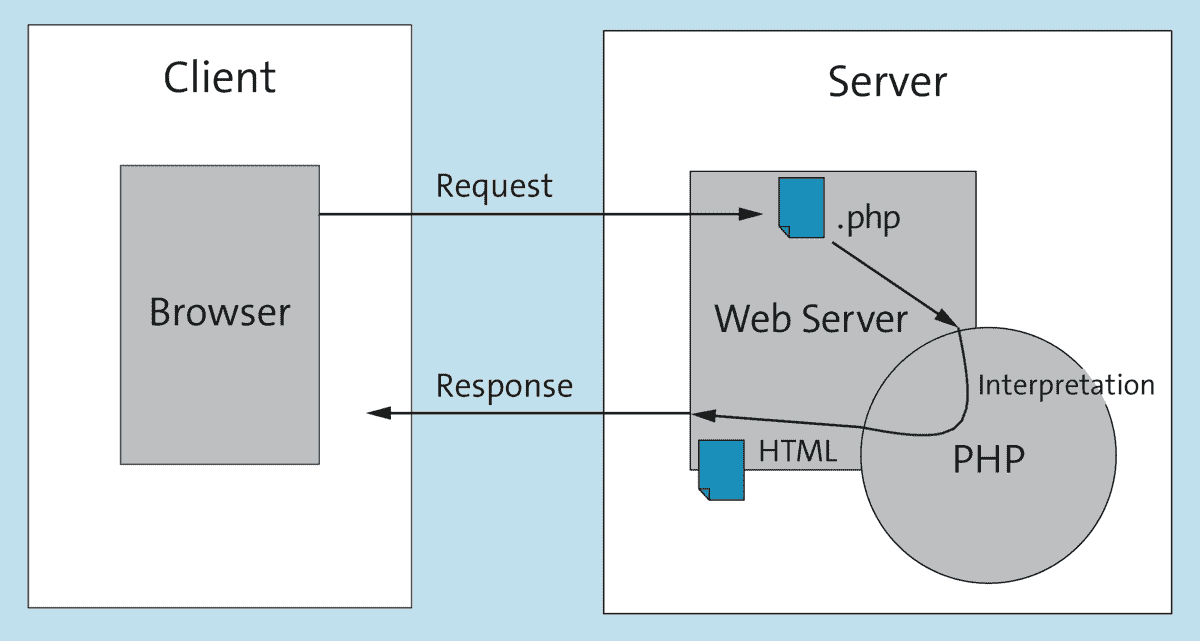 Client
Server
Request
.php
Browser
Web Server
Response
Interpretation
HTML
PHP